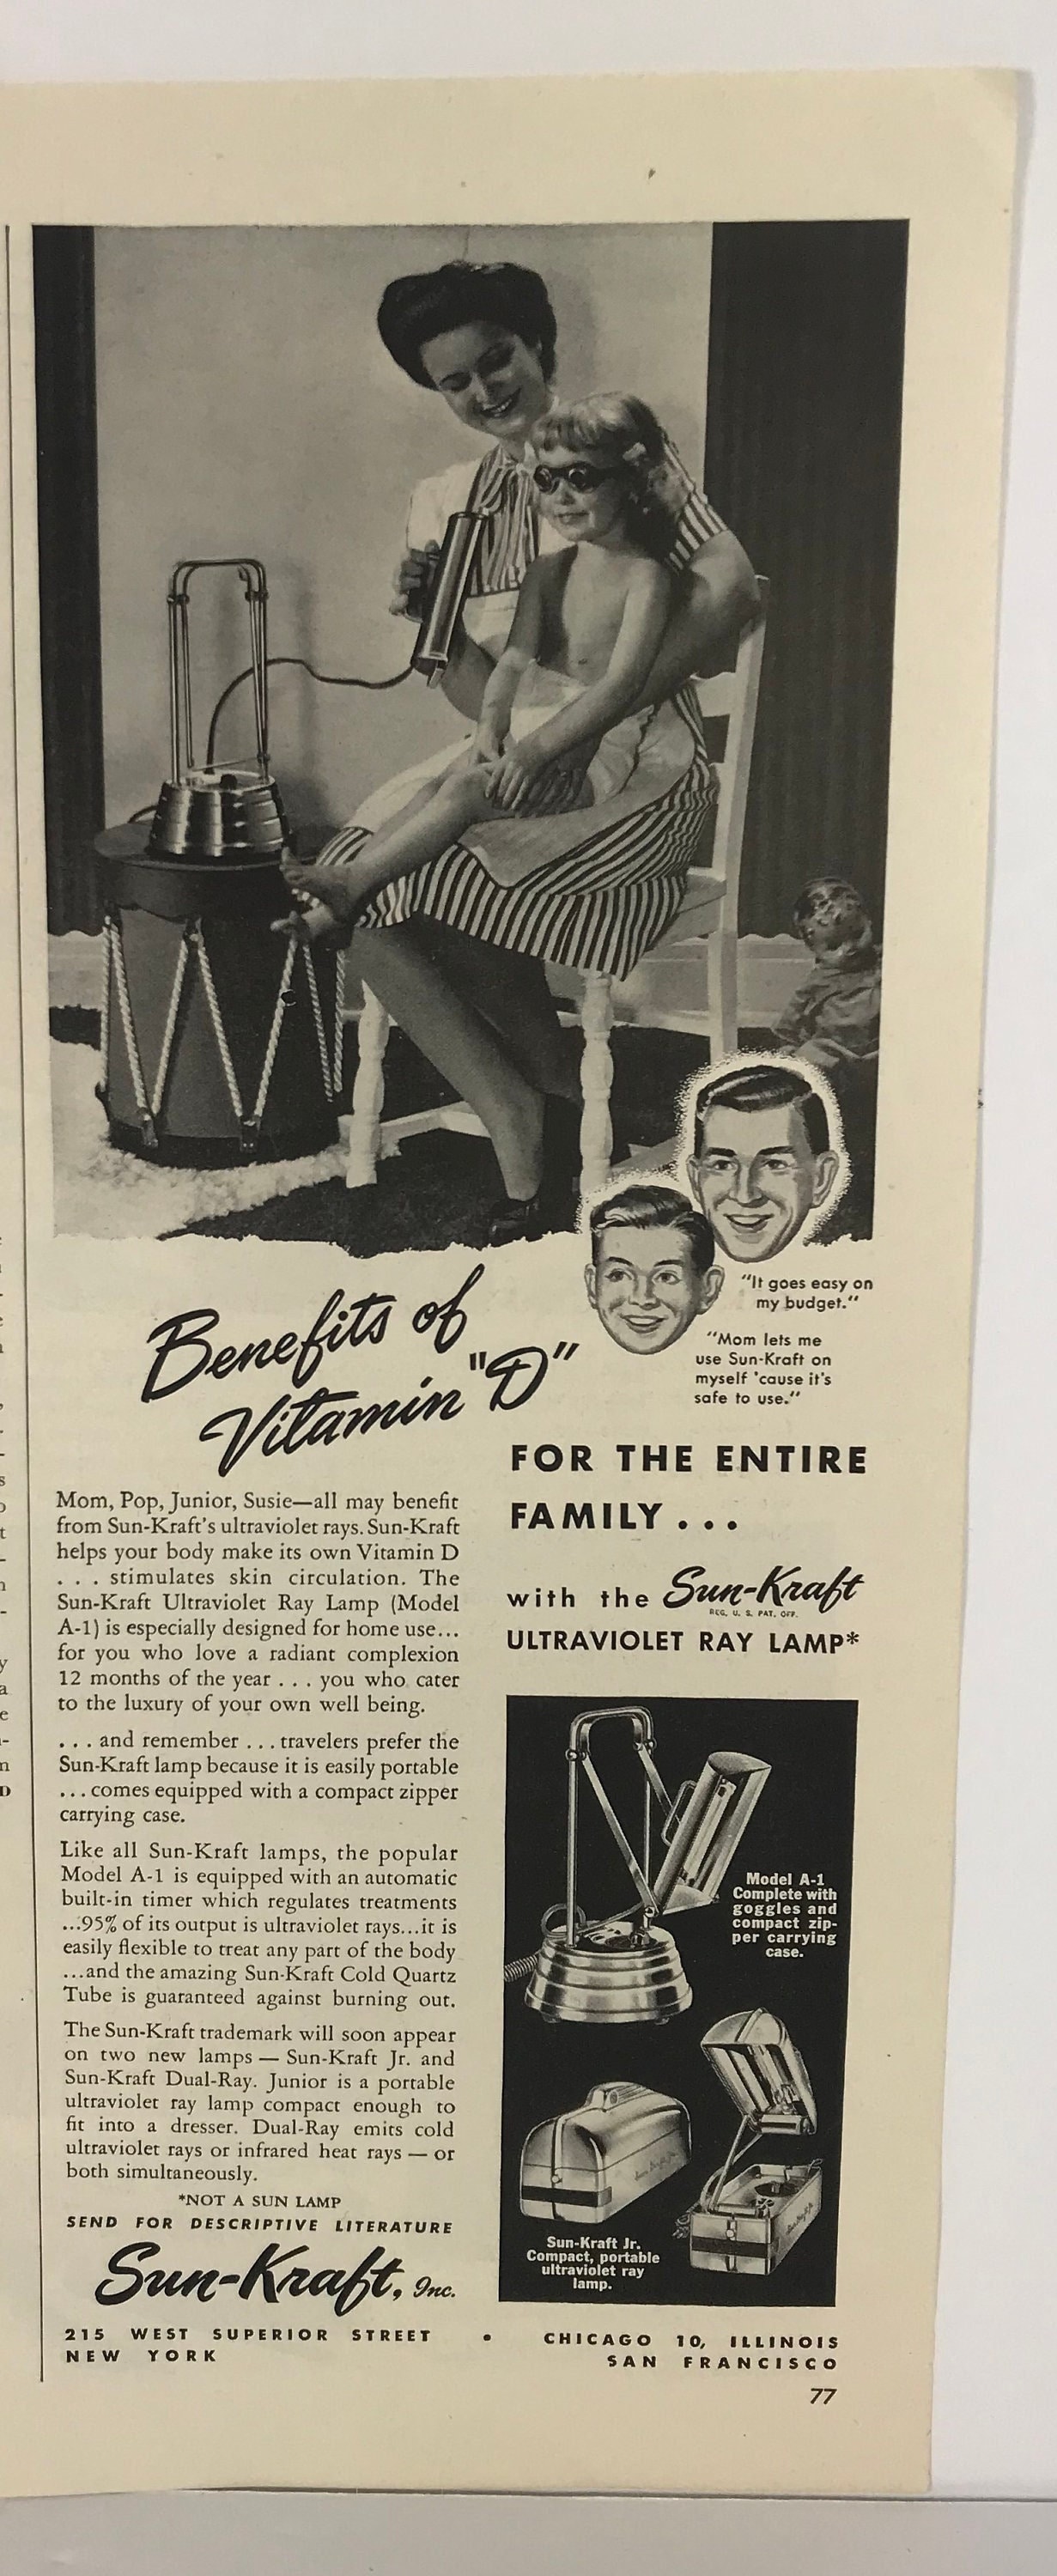 "It goes easy on
my budget."
"Mom lets me
use Sun-Kraft on
myself 'cause it's
safe to use."
Benefits of
Vitamin "D"
FOR THE ENTIRE
FAMILY . . .
with the Sun-Kraft
REG. U. S. PAT. OFF.
ULTRAVIOLET RAY LAMP*
Mom, Pop, Junior, Susie—all may benefit
from Sun-Kraft's ultraviolet rays. Sun-Kraft
helps your body make its own Vitamin D
. . . stimulates skin circulation. The
Sun-Kraft Ultraviolet Ray Lamp (Model
A-1) is especially designed for home use...
for you who love a radiant complexion
12 months of the year . . . you who cater
to the luxury of your own well being.
. . . and remember . . . travelers prefer the
Sun-Kraft lamp because it is easily portable
. . . comes equipped with a compact zipper
carrying case.
Like all Sun-Kraft lamps, the popular
Model A-1 is equipped with an automatic
built-in timer which regulates treatments
...95% of its output is ultraviolet rays...it is
easily flexible to treat any part of the body
...and the amazing Sun-Kraft Cold Quartz
Tube is guaranteed against burning out.
The Sun-Kraft trademark will soon appear
on two new lamps — Sun-Kraft Jr. and
Sun-Kraft Dual-Ray. Junior is a portable
ultraviolet ray lamp compact enough to
fit into a dresser. Dual-Ray emits cold
ultraviolet rays or infrared heat rays — or
both simultaneously.
*NOT A SUN LAMP
SEND FOR DESCRIPTIVE LITERATURE
Sun-Kraft, Inc.
Model A-1
Complete with
goggles and
compact zip-
per carrying
case.
Sun-Kraft Jr.
Compact, portable
ultraviolet ray
lamp.
215 WEST SUPERIOR STREET • CHICAGO 10, ILLINOIS
NEW YORK SAN FRANCISCO
77